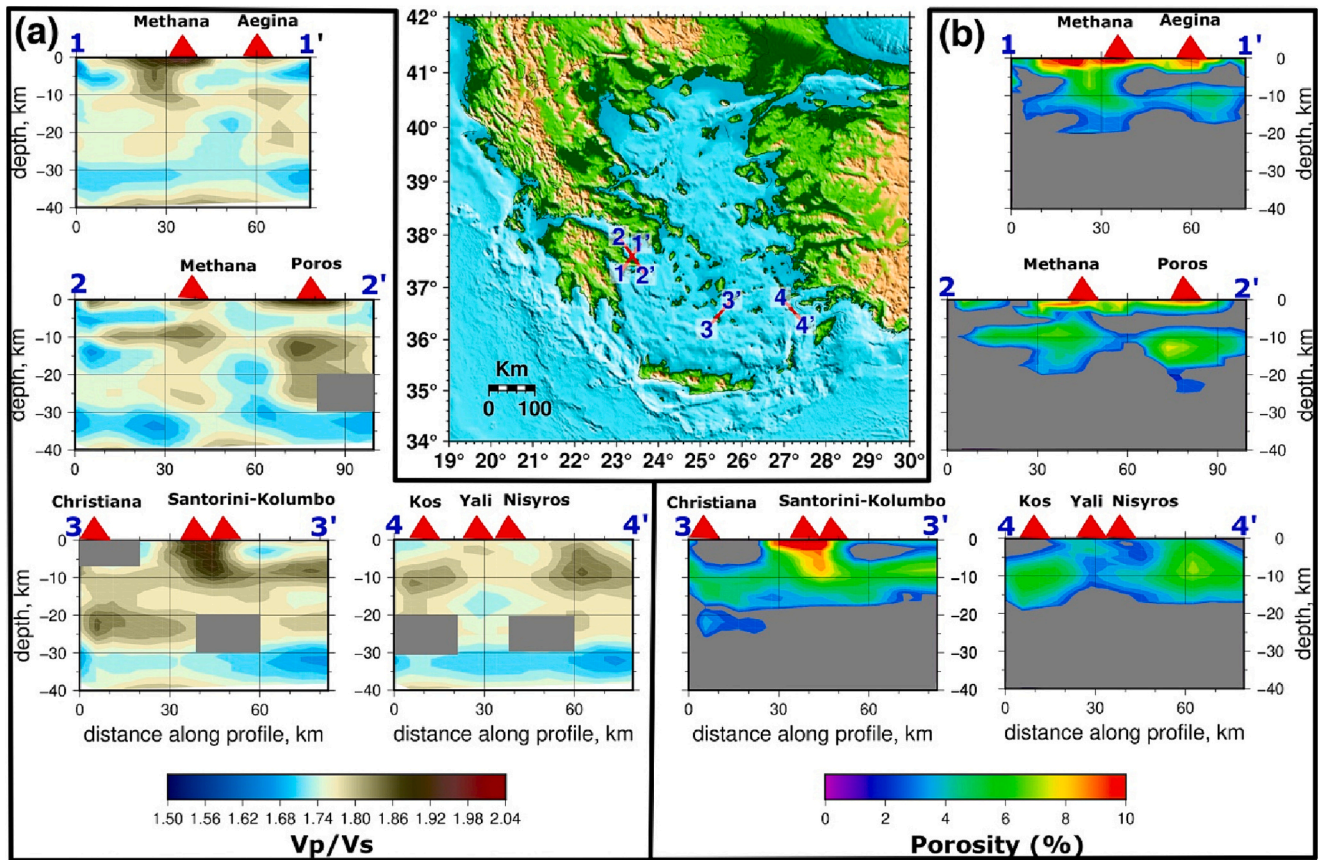 (a)
1 Methana Aegina 1'
0
−10
−20
−30
−40
depth, km
0 30 60
2 Methana Poros 2'
0
−10
−20
−30
−40
depth, km
0 30 60 90
Christiana Santorini-Kolumbo
3 3'
0
−10
−20
−30
−40
depth, km
0 30 60
distance along profile, km
Kos Yali Nisyros
4 4'
0
−10
−20
−30
−40
0 30 60
distance along profile, km
1.50 1.56 1.62 1.68 1.74 1.80 1.86 1.92 1.98 2.04
Vp/Vs
42°
41°
40°
39°
38°
37°
36°
35°
34°
2 1'
1 2'
3'
3
4
4'
Km
0 100
19 20 21 22 23 24 25 26 27 28 29 30°
(b)
Methana Aegina
1 1'
0
−10
−20
−30
−40
depth, km
0 30 60
Methana Poros
2 2'
0
−10
−20
−30
−40
depth, km
0 30 60 90
Christiana Santorini-Kolumbo
3 3'
0
−10
−20
−30
−40
0 30 60
distance along profile, km
Kos Yali Nisyros
4 4'
0
−10
−20
−30
−40
depth, km
0 30 60
distance along profile, km
0 2 4 6 8 10
Porosity (%)